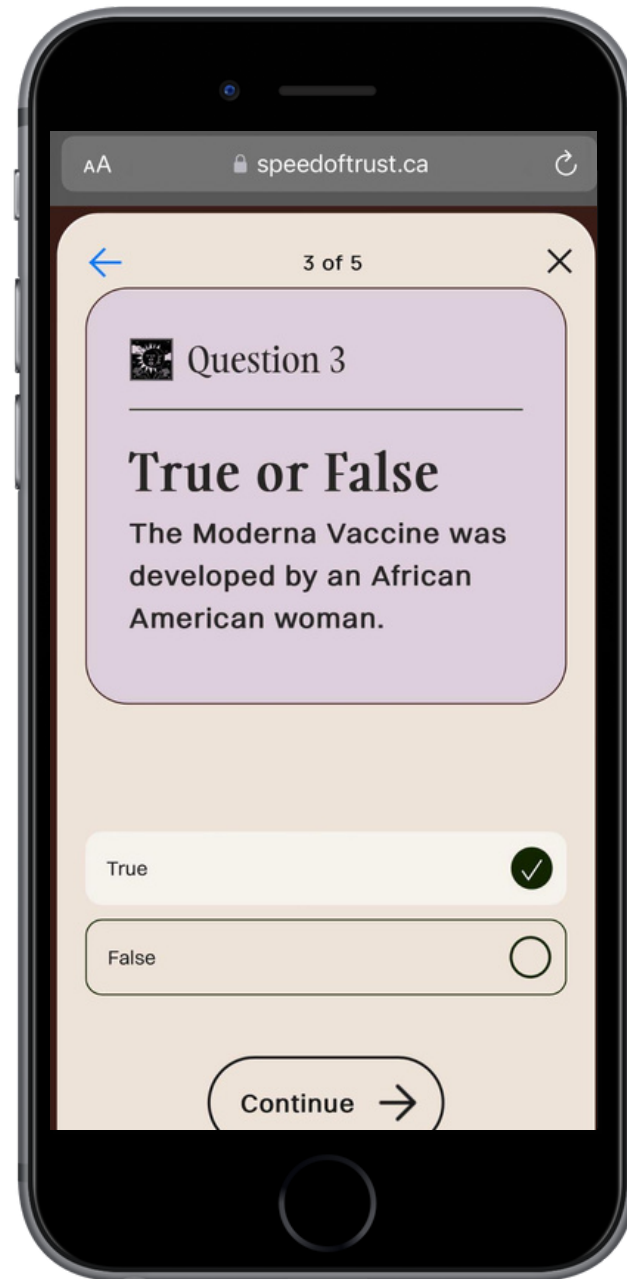 AA speedoftrust.ca
3 of 5
Question 3
True or False
The Moderna Vaccine was
developed by an African
American woman.
True
False
Continue